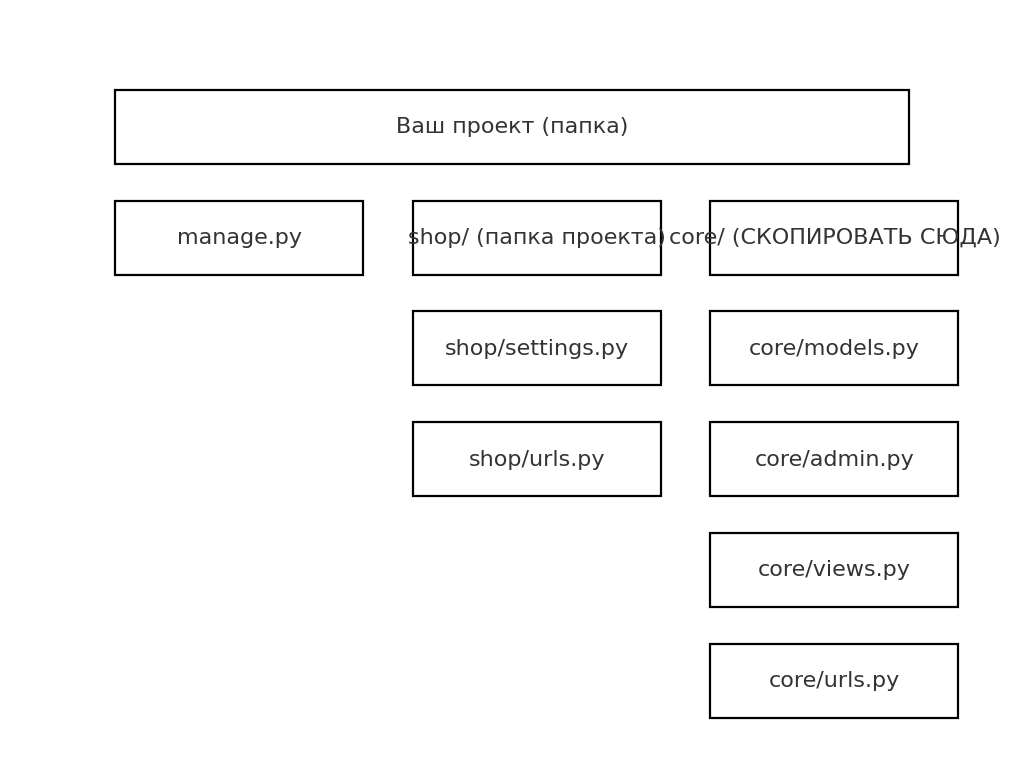 Ваш проект (папка)
manage.py
shop/ (папка проекта)
core/ (СКОПИРОВАТЬ СЮДА)
shop/settings.py
core/models.py
shop/urls.py
core/admin.py
core/views.py
core/urls.py